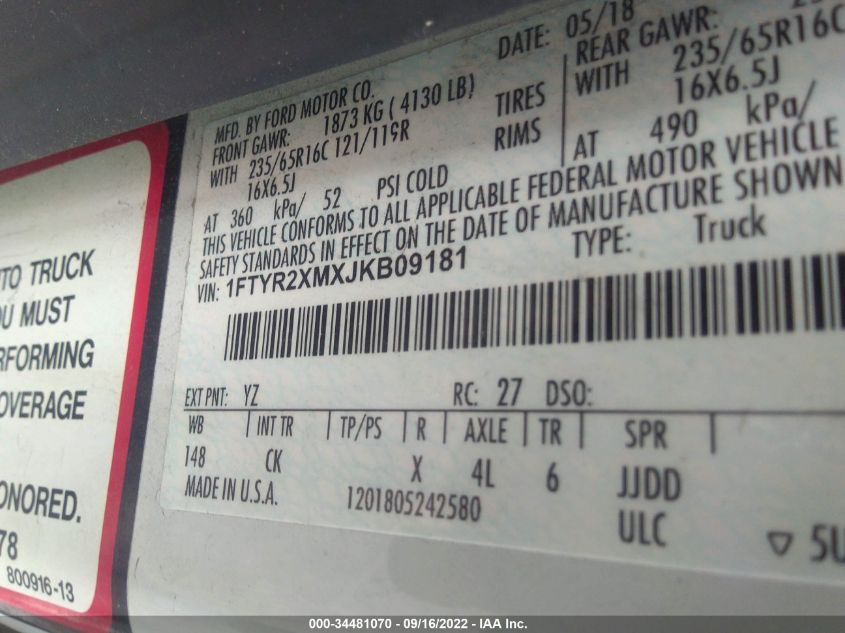 UTO TRUCK
OU MUST
RFORMING
OVERAGE
ONORED.
78
800916-13
MFD. BY FORD MOTOR CO.
DATE: 05/18
FRONT GAWR: 1873 KG ( 4130 LB)
REAR GAWR:
WITH 235/65R16C 121/119R TIRES
WITH 235/65R16C
16X6.5J RIMS
16X6.5J
AT 360 kPa/ 52 PSI COLD
AT 490 kPa/
THIS VEHICLE CONFORMS TO ALL APPLICABLE FEDERAL MOTOR VEHICLE
SAFETY STANDARDS IN EFFECT ON THE DATE OF MANUFACTURE SHOWN
VIN: 1FTYR2XMXJKB09181 TYPE: Truck
EXT PNT: YZ RC: 27 DSO:
WB INT TR TP/PS R AXLE TR SPR
148 CK X 4L 6 JJDD
MADE IN U.S.A. 1201805242580 ULC
▽ 5U
000-34481070 - 09/16/2022 - IAA Inc.